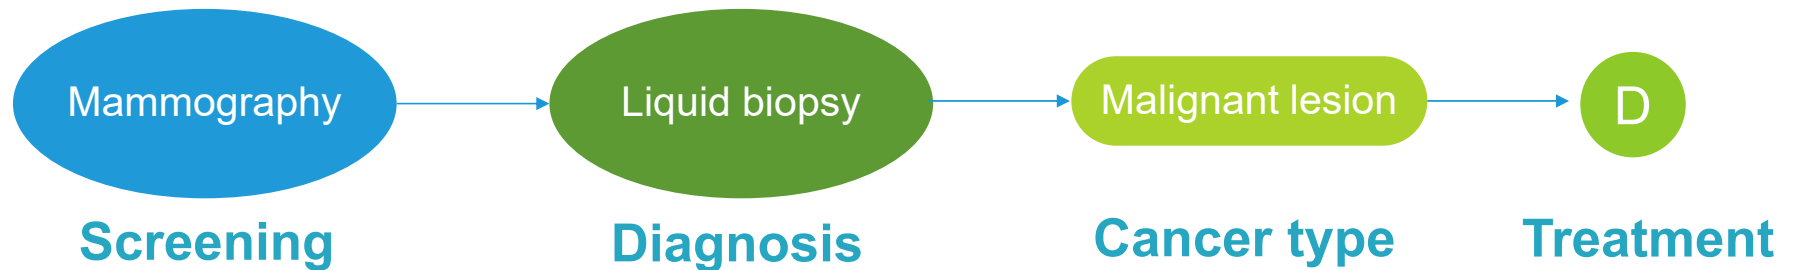 Mammography
Liquid biopsy
Malignant lesion
D
Screening
Diagnosis
Cancer type
Treatment